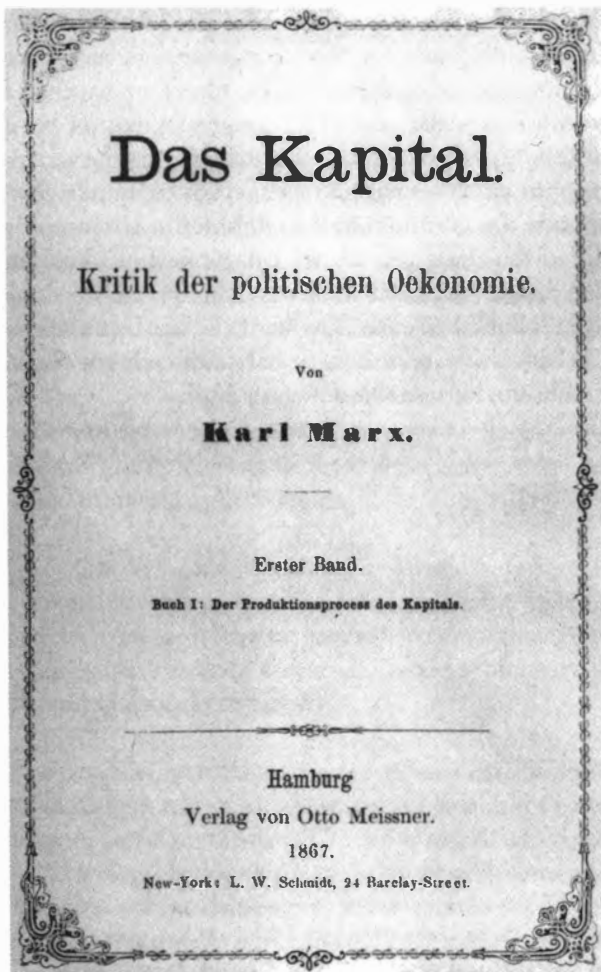 Das Kapital.
Kritik der politischen Oekonomie.
Von
Karl Marx.
Erster Band.
Buch I: Der Produktionsprocess des Kapitals.
Hamburg
Verlag von Otto Meissner.
1867.
New-York: L. W. Schmidt, 24 Barclay-Street.